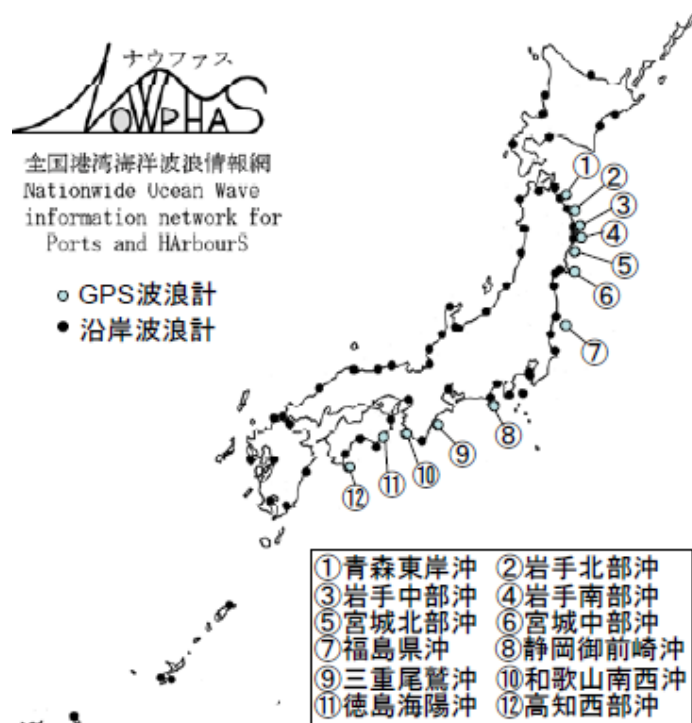 ナウファス
NOWPHAS
全国港湾海洋波浪情報網
Nationwide Ocean Wave
information network for
Ports and HArbourS
GPS波浪計
沿岸波浪計
①
②
③
④
⑤
⑥
⑦
⑧
⑨
⑩
⑪
⑫
①青森東岸沖 ②岩手北部沖
③岩手中部沖 ④岩手南部沖
⑤宮城北部沖 ⑥宮城中部沖
⑦福島県沖 ⑧静岡御前崎沖
⑨三重尾鷲沖 ⑩和歌山南西沖
⑪徳島海陽沖 ⑫高知西部沖